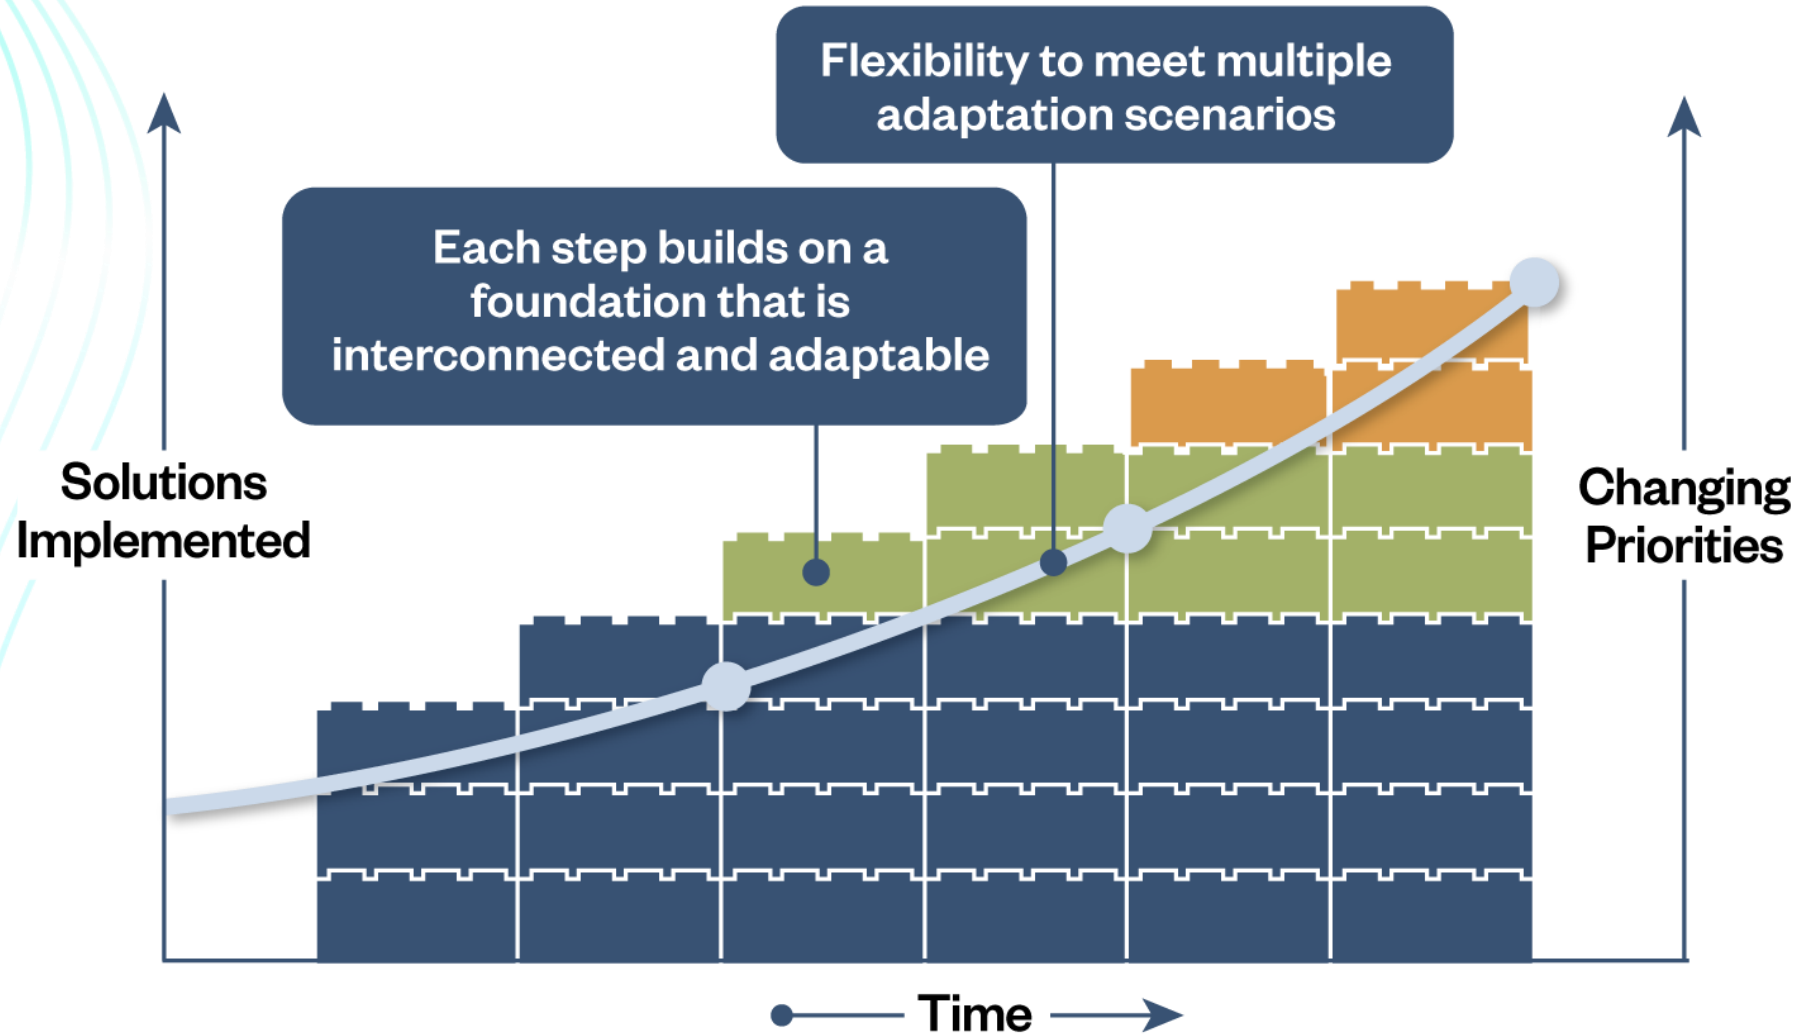 Flexibility to meet multiple
adaptation scenarios
Each step builds on a
foundation that is
interconnected and adaptable
Solutions
Implemented
Changing
Priorities
Time